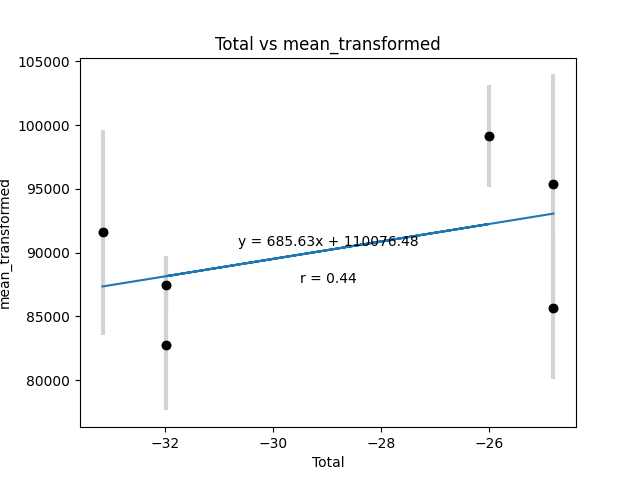 Total vs mean_transformed
105000
100000
95000
90000
85000
80000
mean_transformed
y = 685.63x + 110076.48
r = 0.44
−32
−30
−28
−26
Total